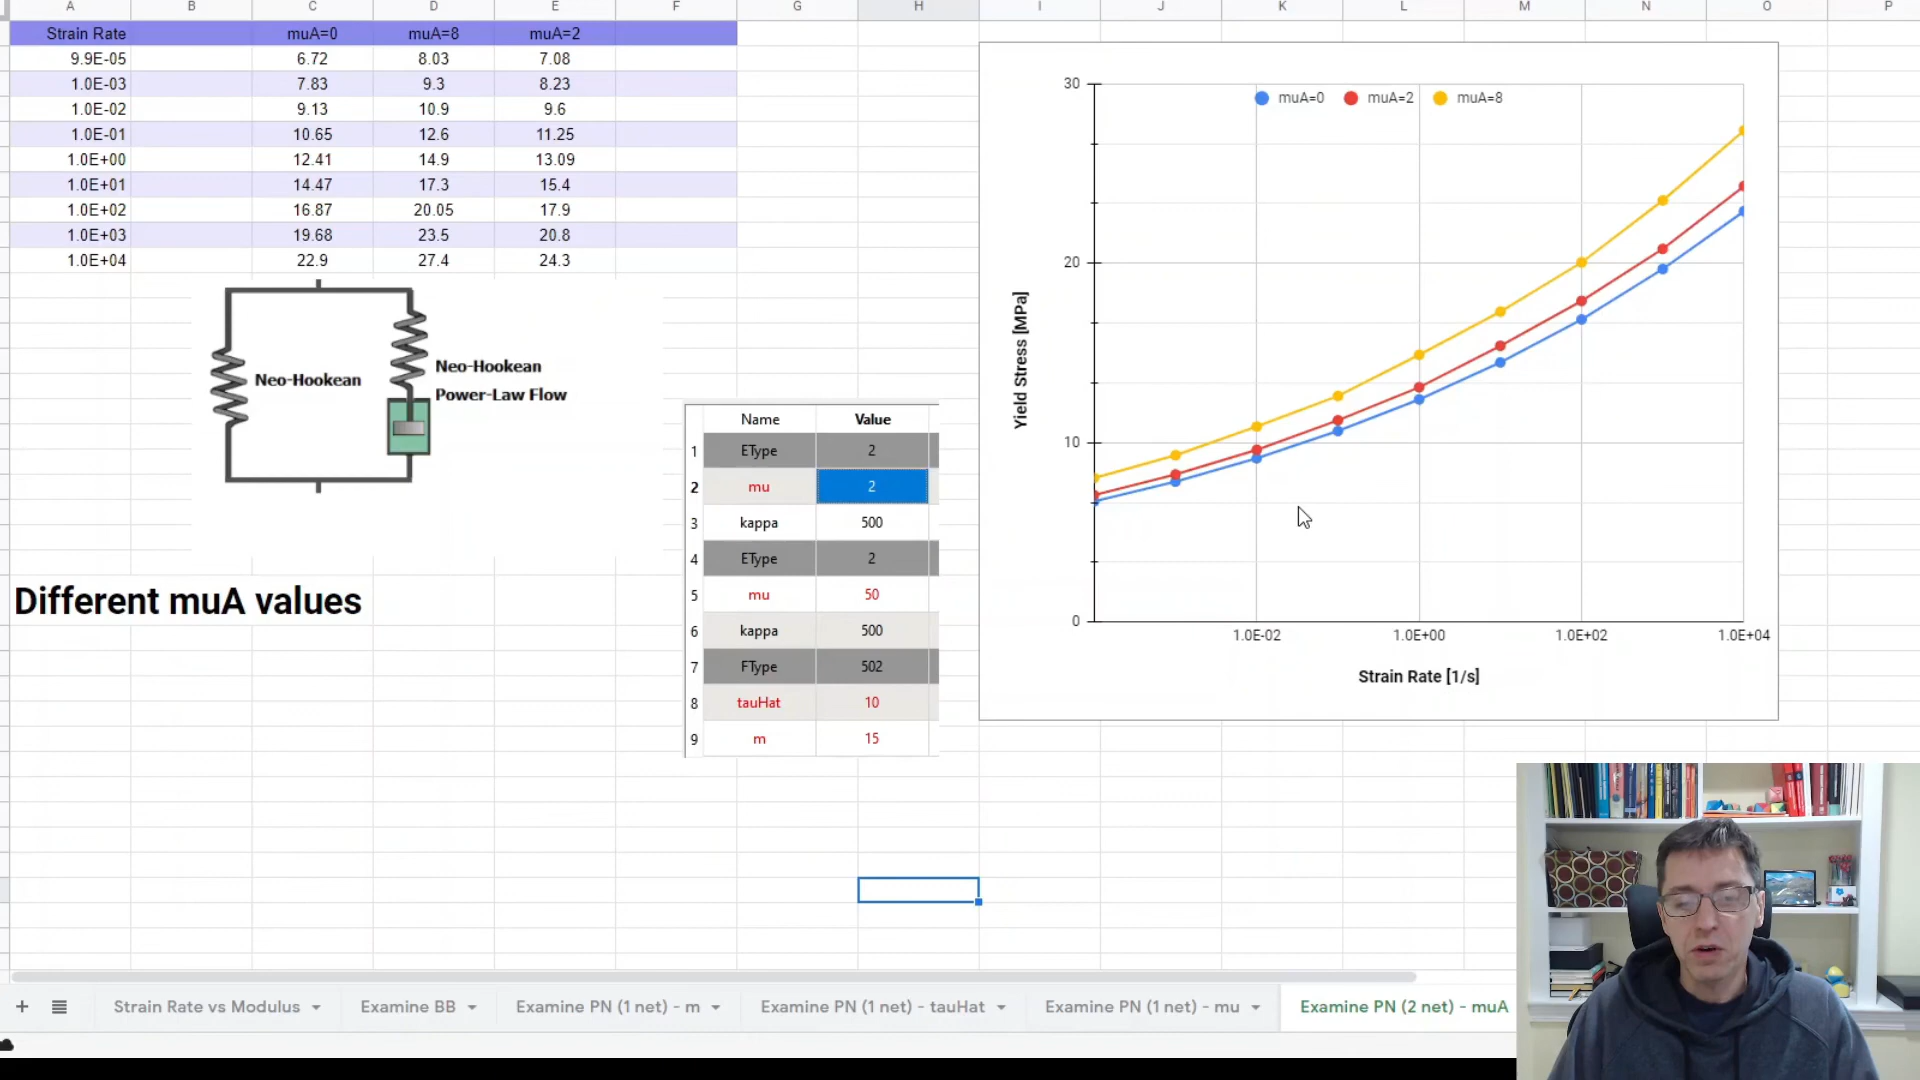 A B C D E F G H I J K L M N O P
Strain Rate muA=0 muA=8 muA=2
9.9E-05 6.72 8.03 7.08
1.0E-03 7.83 9.3 8.23
1.0E-02 9.13 10.9 9.6
1.0E-01 10.65 12.6 11.25
1.0E+00 12.41 14.9 13.09
1.0E+01 14.47 17.3 15.4
1.0E+02 16.87 20.05 17.9
1.0E+03 19.68 23.5 20.8
1.0E+04 22.9 27.4 24.3
Neo-Hookean
Neo-Hookean
Power-Law Flow
Different muA values
Name Value
1 EType 2
2 mu 2
3 kappa 500
4 EType 2
5 mu 50
6 kappa 500
7 FType 502
8 tauHat 10
9 m 15
muA=0 muA=2 muA=8
30
20
10
0
Yield Stress [MPa]
1.0E-02 1.0E+00 1.0E+02 1.0E+04
Strain Rate [1/s]
Strain Rate vs Modulus Examine BB Examine PN (1 net) - m Examine PN (1 net) - tauHat Examine PN (1 net) - mu Examine PN (2 net) - muA